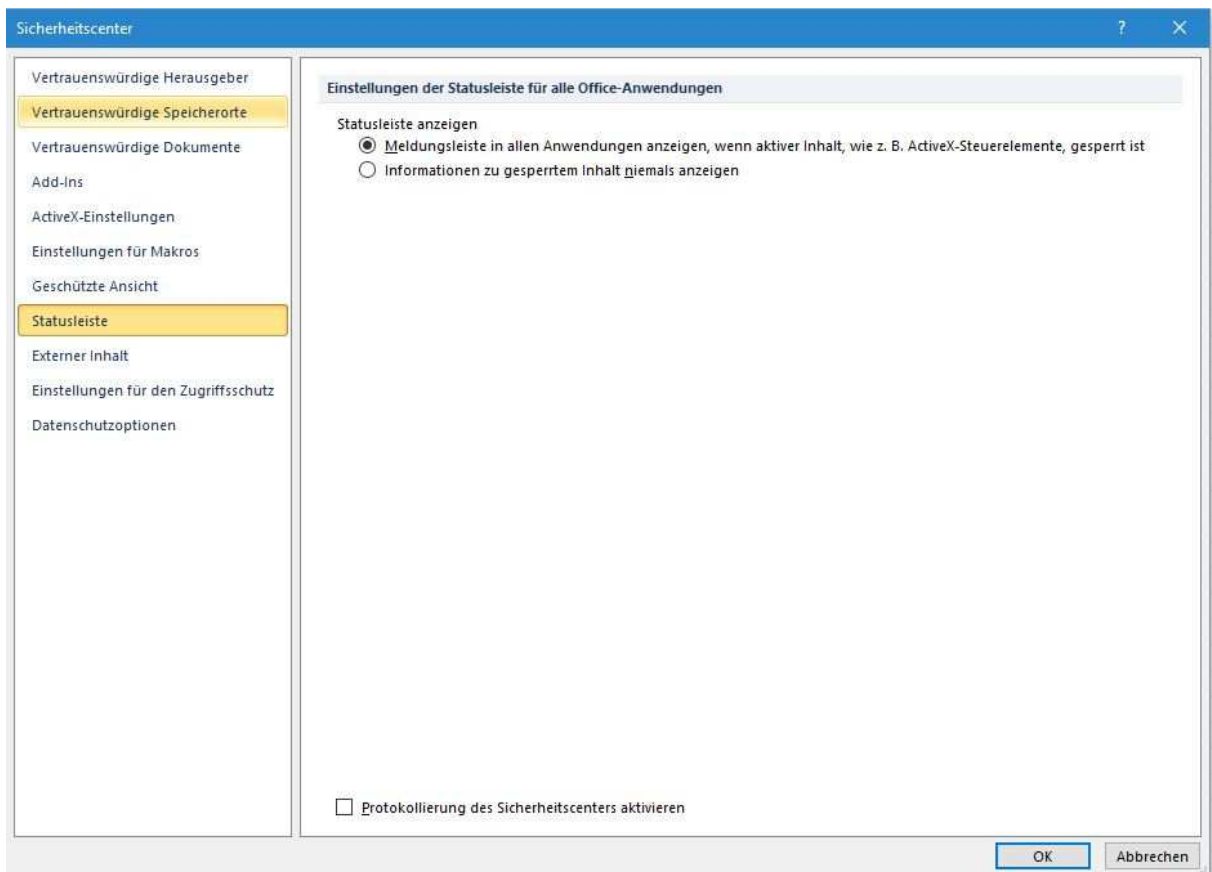 Sicherheitscenter
?
Vertrauenswürdige Herausgeber
Vertrauenswürdige Speicherorte
Vertrauenswürdige Dokumente
Add-Ins
ActiveX-Einstellungen
Einstellungen für Makros
Geschützte Ansicht
Statusleiste
Externer Inhalt
Einstellungen für den Zugriffsschutz
Datenschutzoptionen
Einstellungen der Statusleiste für alle Office-Anwendungen
Statusleiste anzeigen
Meldungsleiste in allen Anwendungen anzeigen, wenn aktiver Inhalt, wie z. B. ActiveX-Steuerelemente, gesperrt ist
Informationen zu gesperrtem Inhalt niemals anzeigen
Protokollierung des Sicherheitscenters aktivieren
OK
Abbrechen